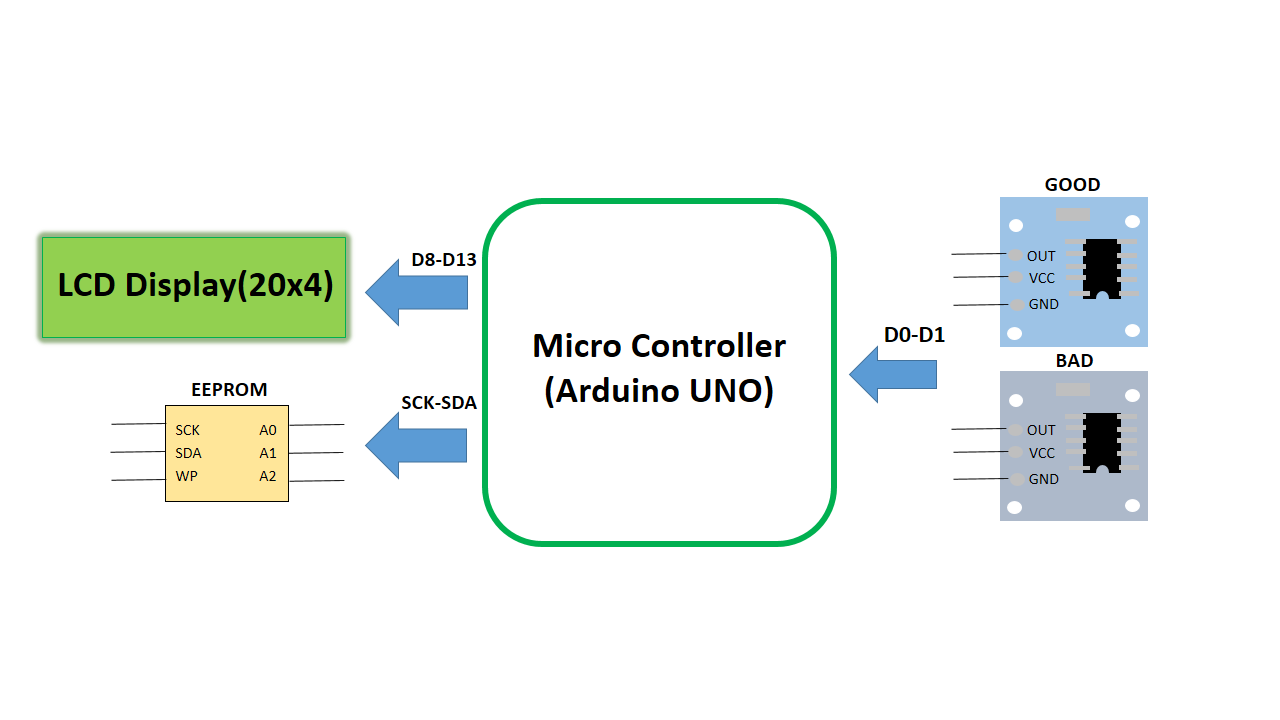 LCD Display(20x4)
D8-D13
EEPROM
SCK A0
SDA A1
WP A2
SCK-SDA
Micro Controller
(Arduino UNO)
D0-D1
GOOD
OUT
VCC
GND
BAD
OUT
VCC
GND